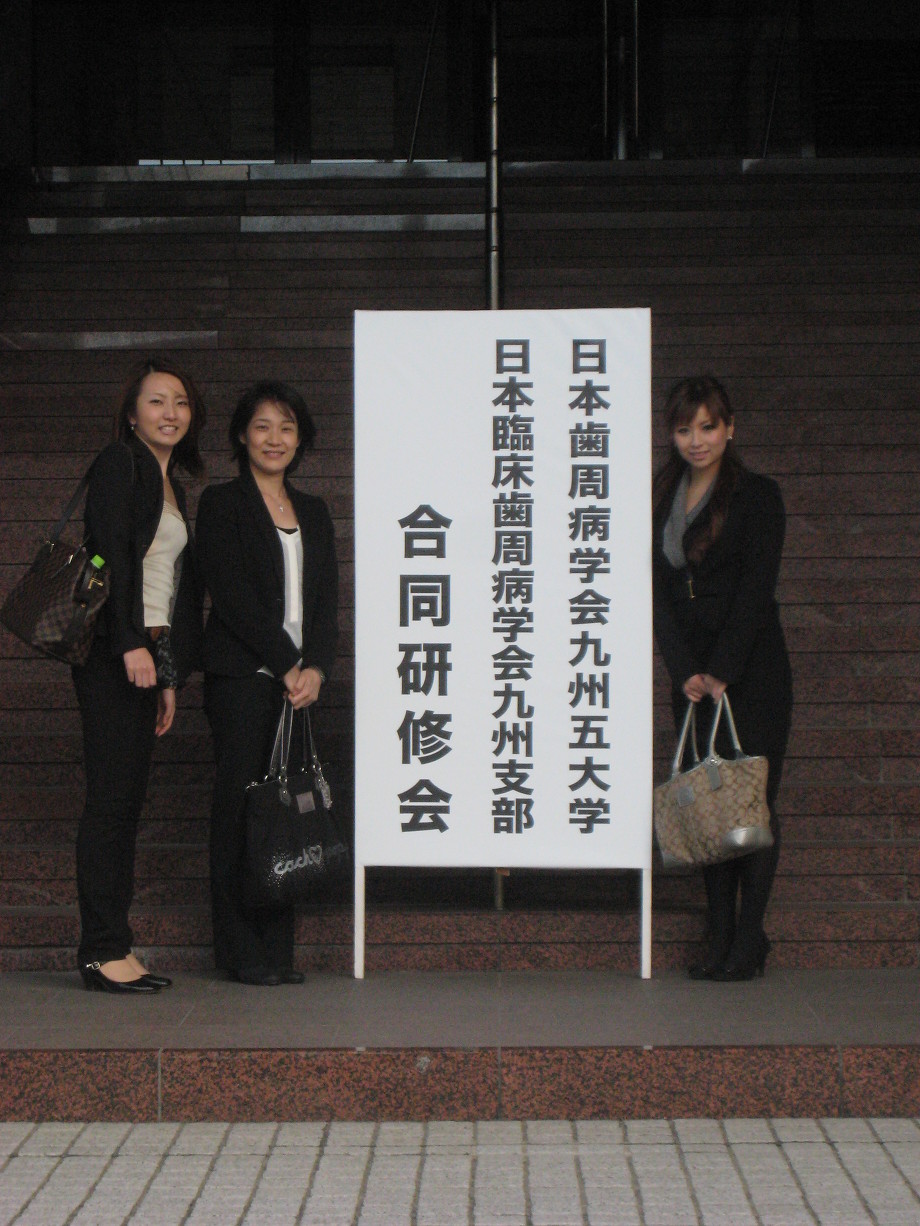 日本歯周病学会九州五大学
日本臨床歯周病学会九州支部
合同研修会